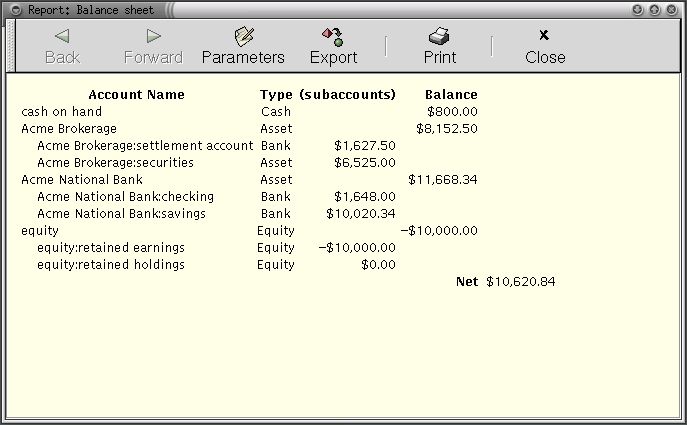 Report: Balance sheet
Back Forward Parameters Export Print Close
Account Name Type (subaccounts) Balance
cash on hand Cash $800.00
Acme Brokerage Asset $8,152.50
Acme Brokerage:settlement account Bank $1,627.50
Acme Brokerage:securities Bank $6,525.00
Acme National Bank Asset $11,668.34
Acme National Bank:checking Bank $1,648.00
Acme National Bank:savings Bank $10,020.34
equity Equity −$10,000.00
equity:retained earnings Equity −$10,000.00
equity:retained holdings Equity $0.00
Net $10,620.84